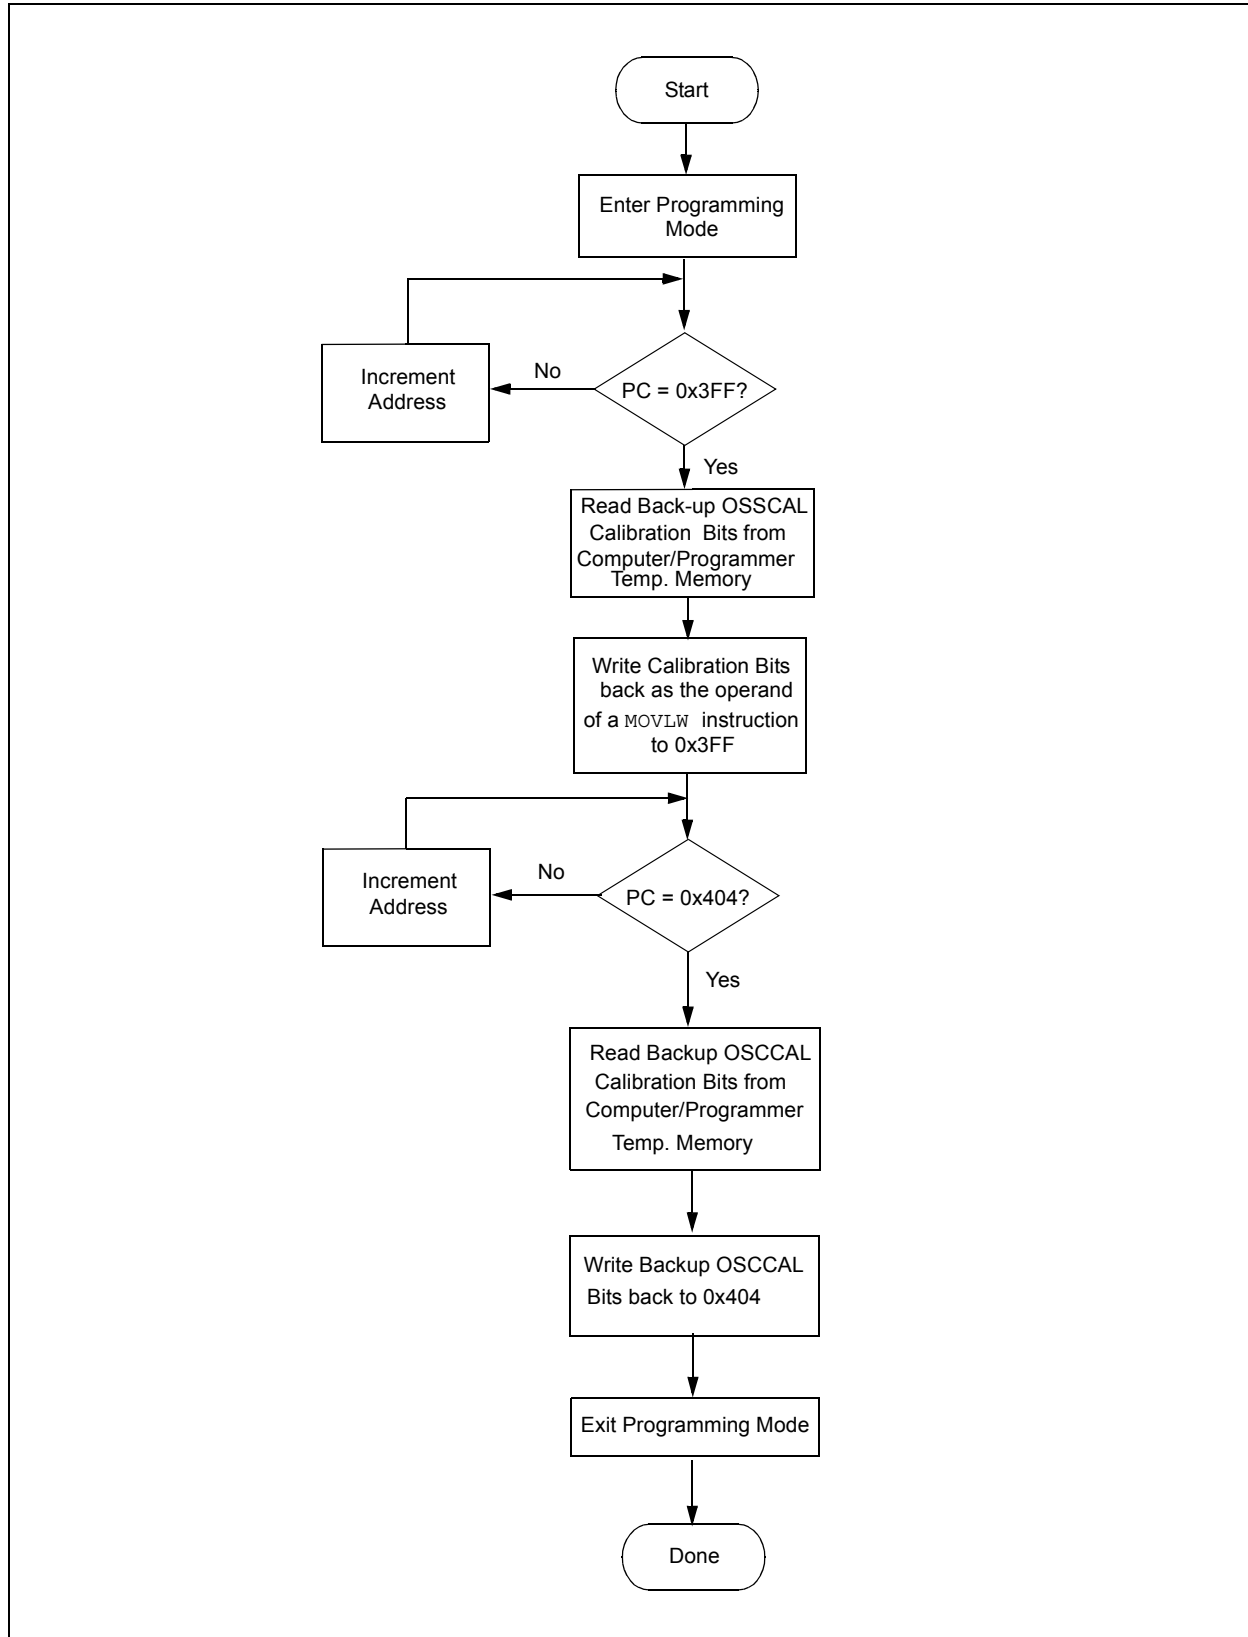 Start
Enter Programming
Mode
Increment
Address
No
PC = 0x3FF?
Yes
Read Back-up OSSCAL
Calibration Bits from
Computer/Programmer
Temp. Memory
Write Calibration Bits
back as the operand
of a MOVLW instruction
to 0x3FF
Increment
Address
No
PC = 0x404?
Yes
Read Backup OSCCAL
Calibration Bits from
Computer/Programmer
Temp. Memory
Write Backup OSCCAL
Bits back to 0x404
Exit Programming Mode
Done